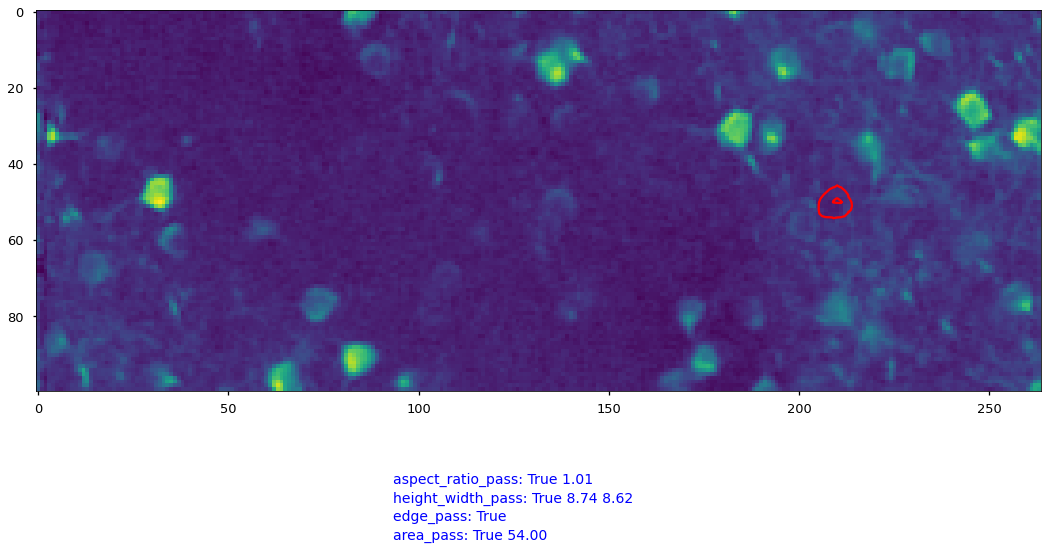 0
20
40
60
80
0 50 100 150 200 250
aspect_ratio_pass: True 1.01
height_width_pass: True 8.74 8.62
edge_pass: True
area_pass: True 54.00